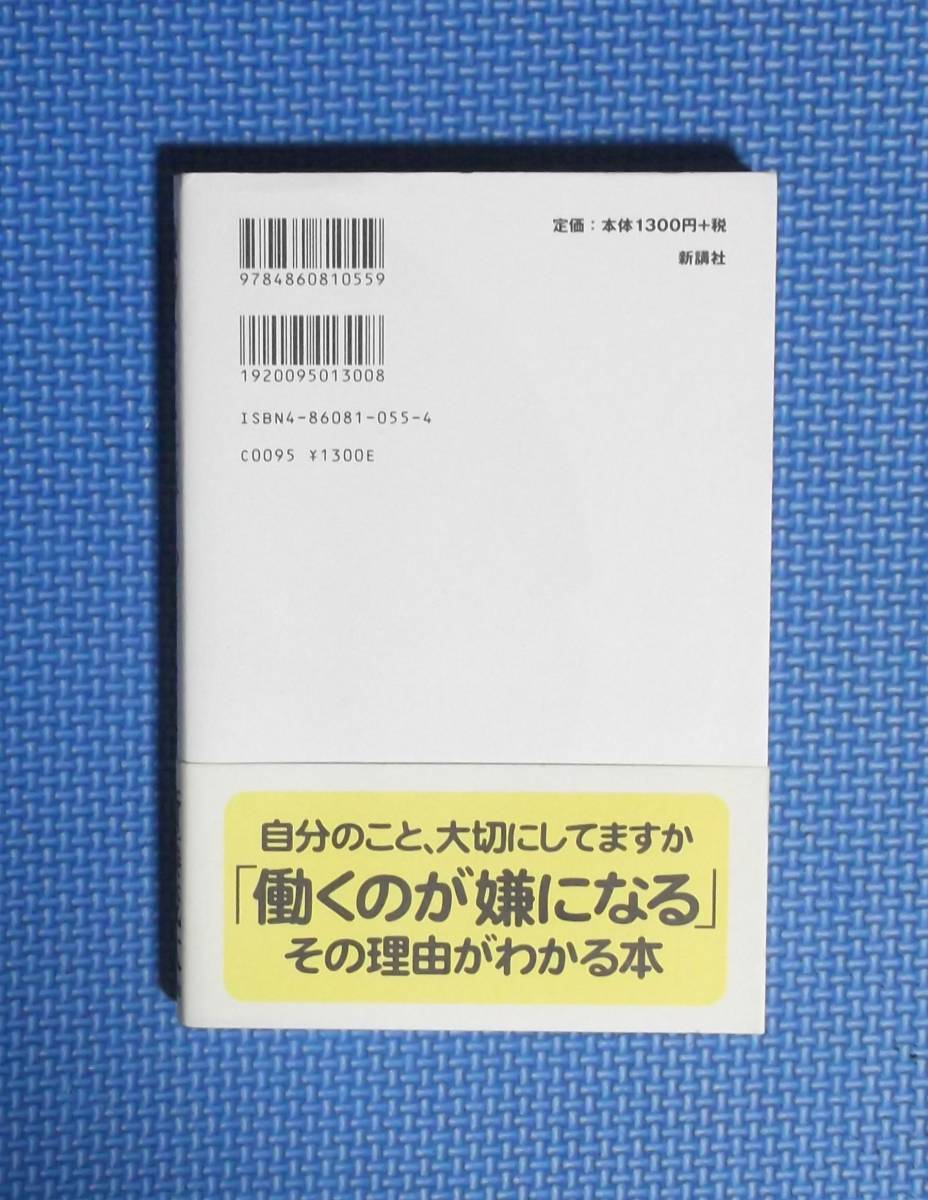 9784860810559
定価：本体1300円+税
新講社
1920095013008
ISBN4-86081-055-4
C0095 ¥1300E
自分のこと、大切にしてますか
「働くのが嫌になる」
その理由がわかる本